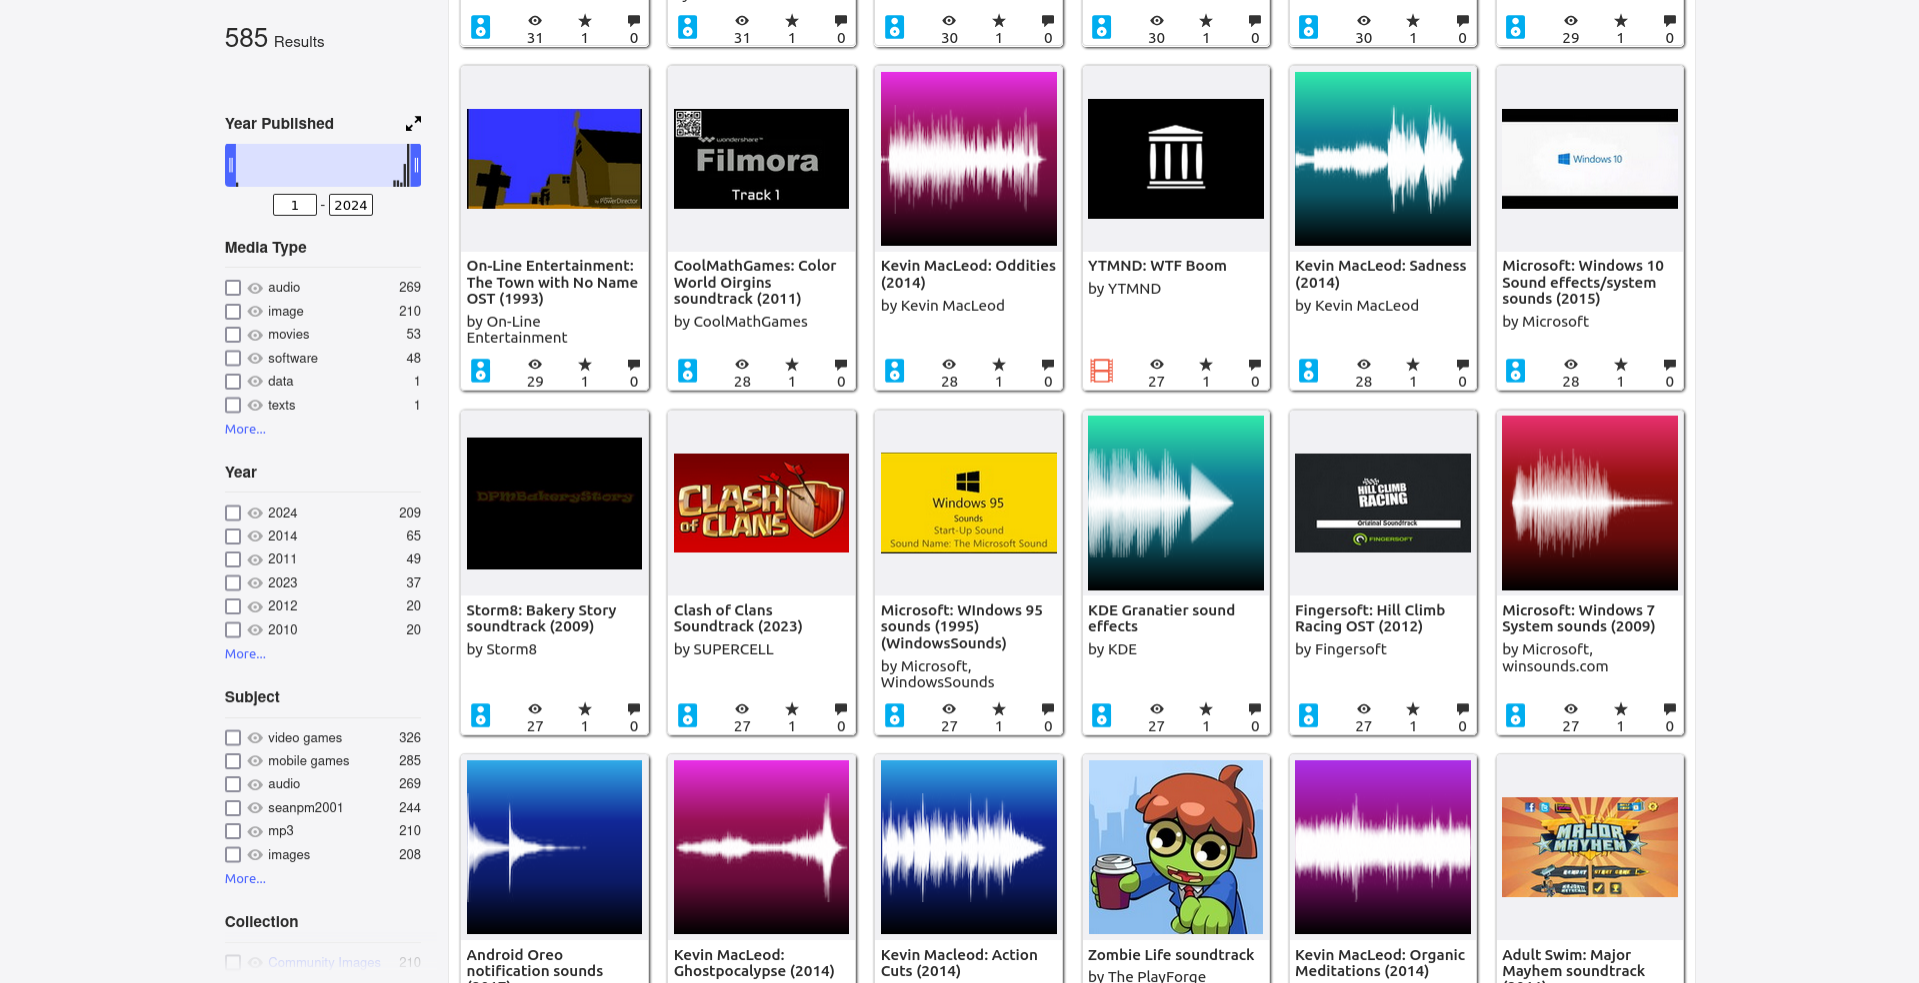 585 Results
Year Published
1 - 2024
Media Type
audio 269
image 210
movies 53
software 48
data 1
texts 1
More...
Year
2024 209
2014 65
2011 49
2023 37
2012 20
2010 20
More...
Subject
video games 326
mobile games 285
audio 269
seanpm2001 244
mp3 210
images 208
More...
Collection
Community Images 210
31 1 0
31 1 0
30 1 0
30 1 0
30 1 0
29 1 0
by PowerDirector
On-Line Entertainment:
The Town with No Name
OST (1993)
by On-Line
Entertainment
29 1 0
wondershare™
Filmora
Track 1
CoolMathGames: Color
World Oirgins
soundtrack (2011)
by CoolMathGames
28 1 0
Kevin MacLeod: Oddities
(2014)
by Kevin MacLeod
28 1 0
YTMND: WTF Boom
by YTMND
27 1 0
Kevin MacLeod: Sadness
(2014)
by Kevin MacLeod
28 1 0
Windows 10
Microsoft: Windows 10
Sound effects/system
sounds (2015)
by Microsoft
28 1 0
DPMBakeryStory
Storm8: Bakery Story
soundtrack (2009)
by Storm8
27 1 0
CLASH
OF CLANS
Clash of Clans
Soundtrack (2023)
by SUPERCELL
27 1 0
Windows 95
Sounds
Start-Up Sound
Sound Name: The Microsoft Sound
Microsoft: WIndows 95
sounds (1995)
(WindowsSounds)
by Microsoft,
WindowsSounds
27 1 0
KDE Granatier sound
effects
by KDE
27 1 0
HILL CLIMB
RACING
Original Soundtrack
FINGERSOFT
Fingersoft: Hill Climb
Racing OST (2012)
by Fingersoft
27 1 0
Microsoft: Windows 7
System sounds (2009)
by Microsoft,
winsounds.com
27 1 0
Android Oreo
notification sounds
Kevin MacLeod:
Ghostpocalypse (2014)
Kevin Macleod: Action
Cuts (2014)
Zombie Life soundtrack
by The PlayForge
Kevin MacLeod: Organic
Meditations (2014)
MAJOR
MAYHEM
Adult Swim: Major
Mayhem soundtrack